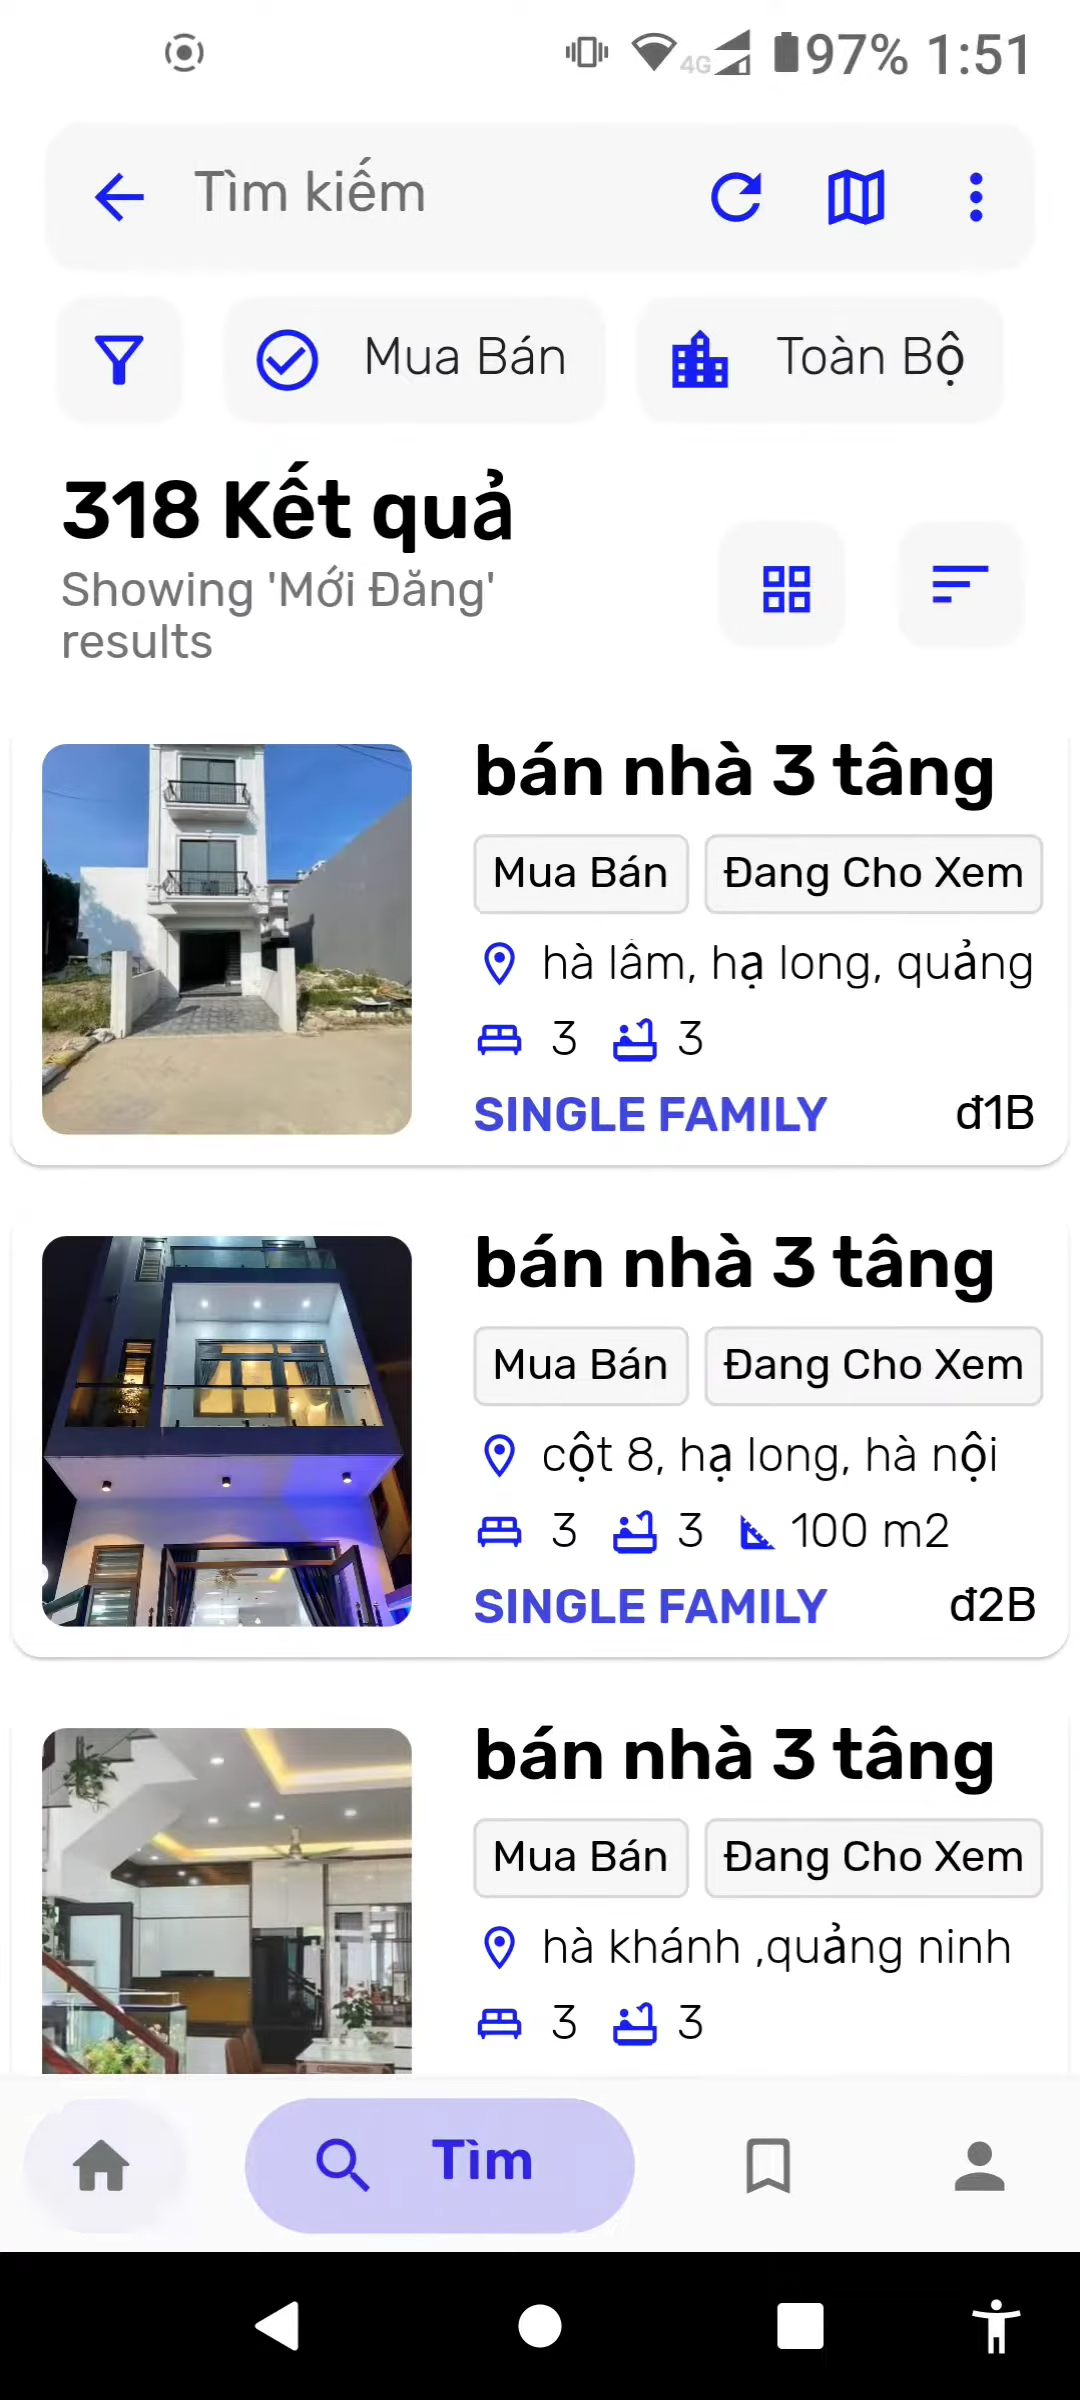 4G 97% 1:51
Tìm kiếm
Mua Bán Toàn Bộ
318 Kết quả
Showing 'Mới Đăng'
results
bán nhà 3 tâng
Mua Bán Đang Cho Xem
hà lâm, hạ long, quảng
3 3
SINGLE FAMILY đ1B
bán nhà 3 tâng
Mua Bán Đang Cho Xem
cột 8, hạ long, hà nội
3 3 100 m2
SINGLE FAMILY đ2B
bán nhà 3 tâng
Mua Bán Đang Cho Xem
hà khánh ,quảng ninh
3 3
Tìm